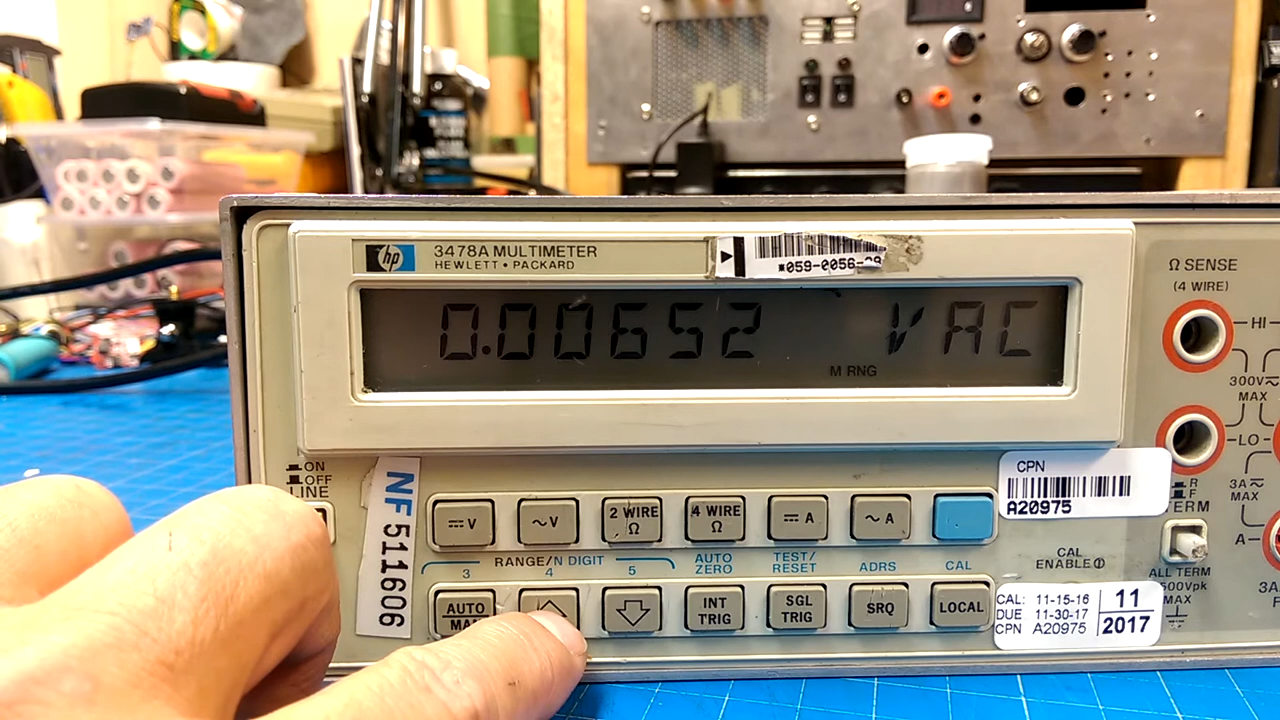 hp
3478A MULTIMETER
HEWLETT • PACKARD
*059-0056-
0.00652 VAC
M RNG
Ω SENSE
(4 WIRE)
HI
300V
MAX
LO
3A
MAX
A
ON
OFF
LINE
NF 5116606
CPN
A20975
⎓V
~V
2 WIRE
Ω
4 WIRE
Ω
⎓A
~A
RANGE/N DIGIT
3 4 5
AUTO
ZERO
TEST/
RESET
ADRS
CAL
CAL
ENABLE
AUTO
MAN
INT
TRIG
SGL
TRIG
SRQ
LOCAL
CAL: 11-15-16
DUE 11-30-17
CPN A20975
11
2017
R
F
TERM
ALL TERM
500Vpk
MAX